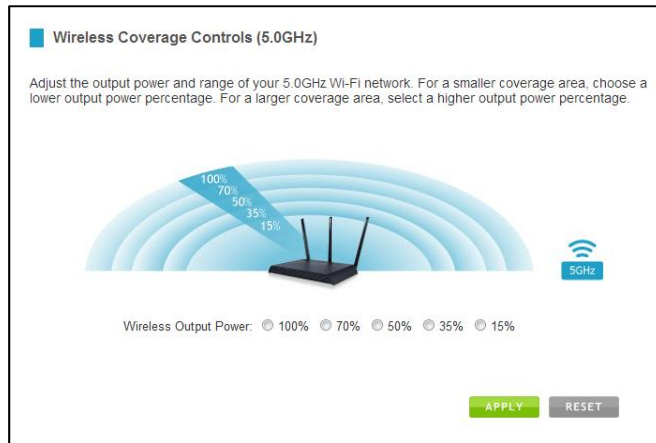 Wireless Coverage Controls (5.0GHz)
Adjust the output power and range of your 5.0GHz Wi-Fi network. For a smaller coverage area, choose a
lower output power percentage. For a larger coverage area, select a higher output power percentage.
100%
70%
50%
35%
15%
5GHz
Wireless Output Power: 100% 70% 50% 35% 15%
APPLY RESET